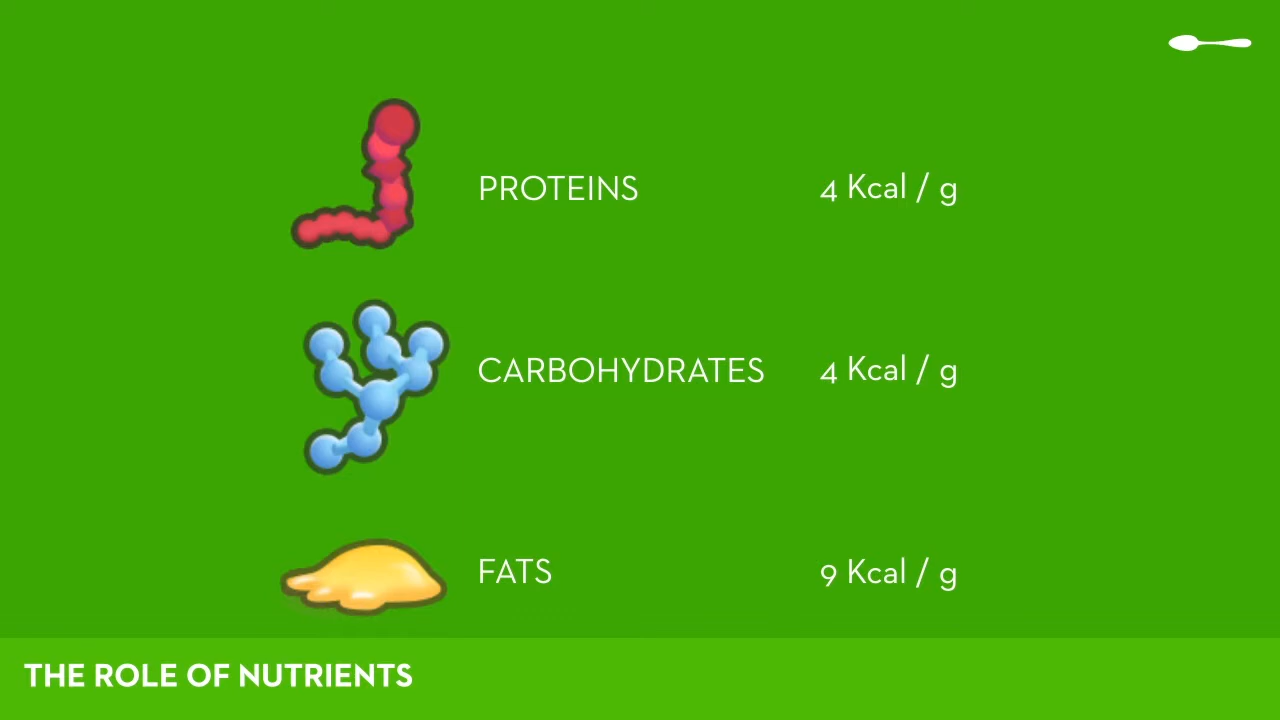 PROTEINS 4 Kcal / g
CARBOHYDRATES 4 Kcal / g
FATS 9 Kcal / g
THE ROLE OF NUTRIENTS